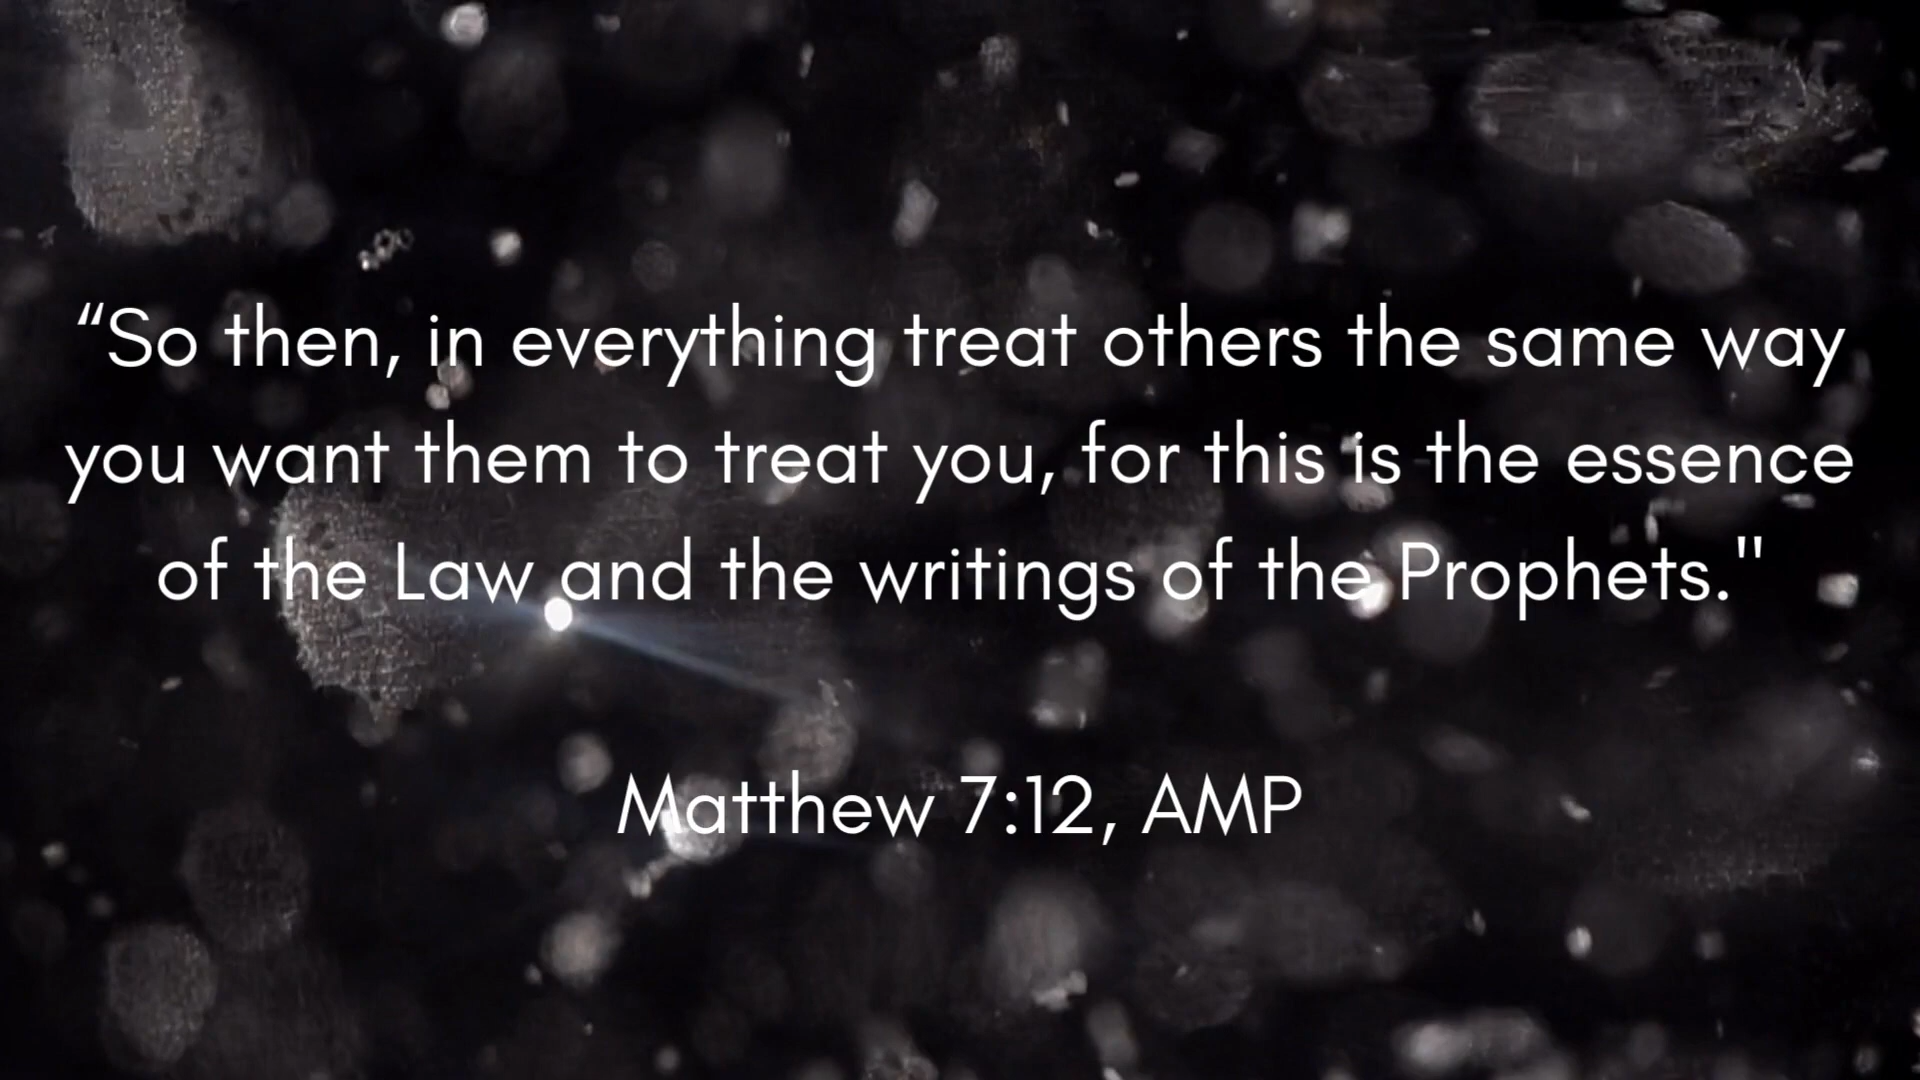 “So then, in everything treat others the same way
you want them to treat you, for this is the essence
of the Law and the writings of the Prophets."
Matthew 7:12, AMP